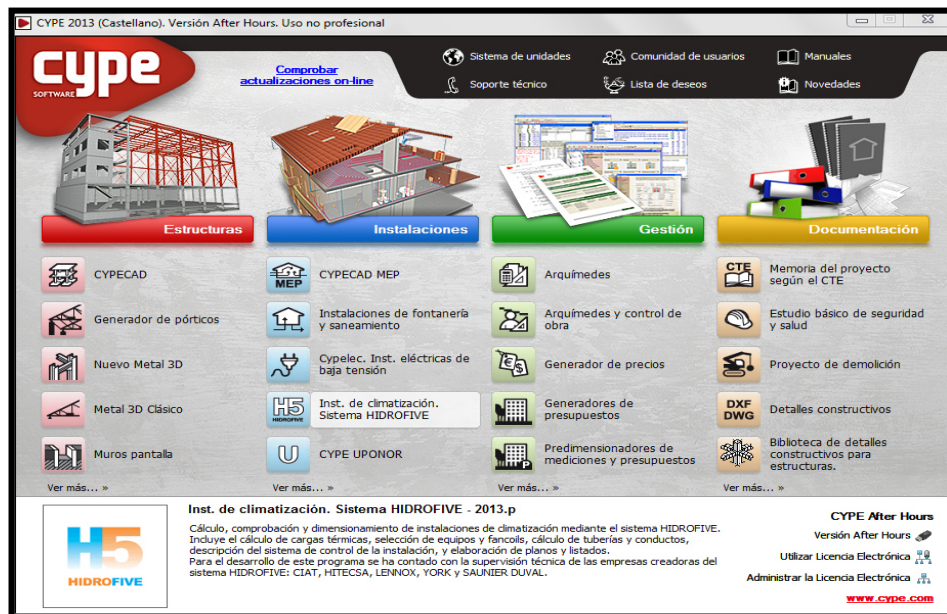 CYPE 2013 (Castellano). Versión After Hours. Uso no profesional
cype
SOFTWARE
Comprobar
actualizaciones on-line
Sistema de unidades
Comunidad de usuarios
Manuales
Soporte técnico
Lista de deseos
Novedades
Estructuras
Instalaciones
Gestión
Documentación
CYPECAD
MEP
CYPECAD MEP
Arquímedes
CTE
Memoria del proyecto
según el CTE
Generador de pórticos
Instalaciones de fontanería
y saneamiento
Arquímedes y control de
obra
Estudio básico de seguridad
y salud
Nuevo Metal 3D
Cypelec. Inst. eléctricas de
baja tensión
Generador de precios
Proyecto de demolición
Metal 3D Clásico
H5
HIDROFIVE
Inst. de climatización.
Sistema HIDROFIVE
Generadores de
presupuestos
DXF
DWG
Detalles constructivos
Muros pantalla
U
CYPE UPONOR
P
Predimensionadores de
mediciones y presupuestos
Biblioteca de detalles
constructivos para
estructuras.
Ver más... »
Ver más... »
Ver más... »
Ver más... »
H5
HIDROFIVE
Inst. de climatización. Sistema HIDROFIVE - 2013.p
Cálculo, comprobación y dimensionamiento de instalaciones de climatización mediante el sistema HIDROFIVE.
Incluye el cálculo de cargas térmicas, selección de equipos y fancoils, cálculo de tuberías y conductos,
descripción del sistema de control de la instalación, y elaboración de planos y listados.
Para el desarrollo de este programa se ha contado con la supervisión técnica de las empresas creadoras del
sistema HIDROFIVE: CIAT, HITECSA, LENNOX, YORK y SAUNIER DUVAL.
CYPE After Hours
Versión After Hours
Utilizar Licencia Electrónica
Administrar la Licencia Electrónica
www.cype.com